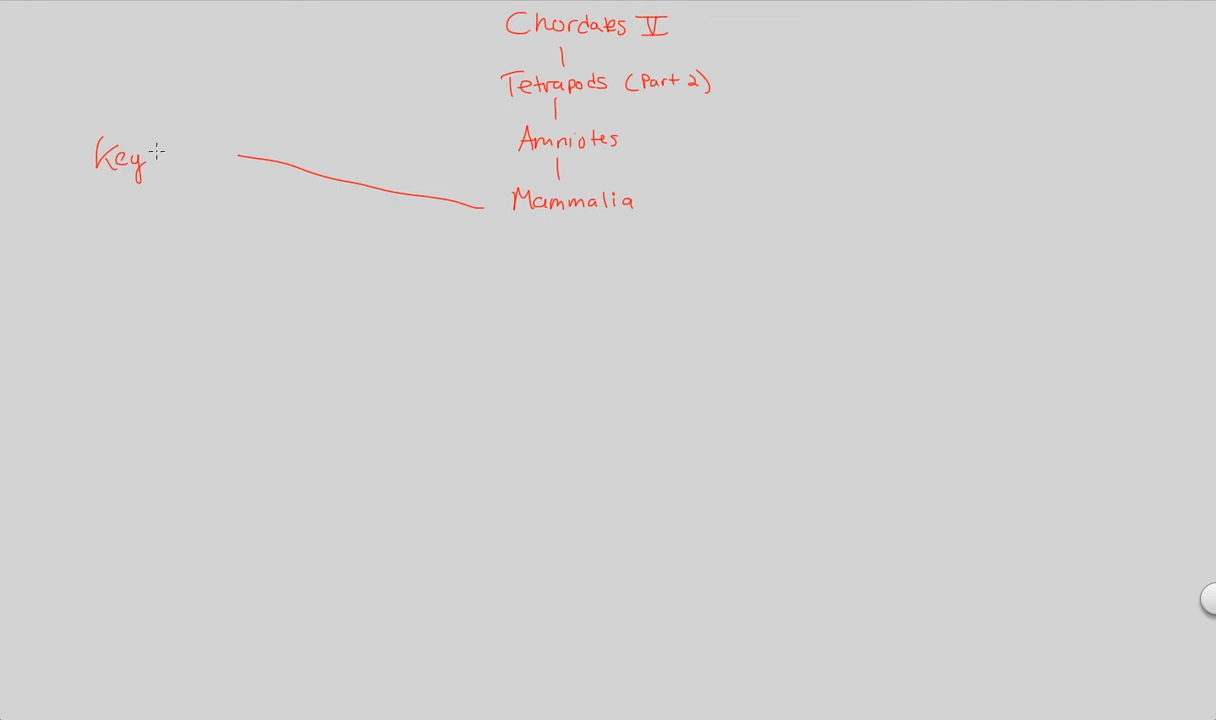 Chordates V
Tetrapods (Part 2)
Amniotes
Key
Mammalia